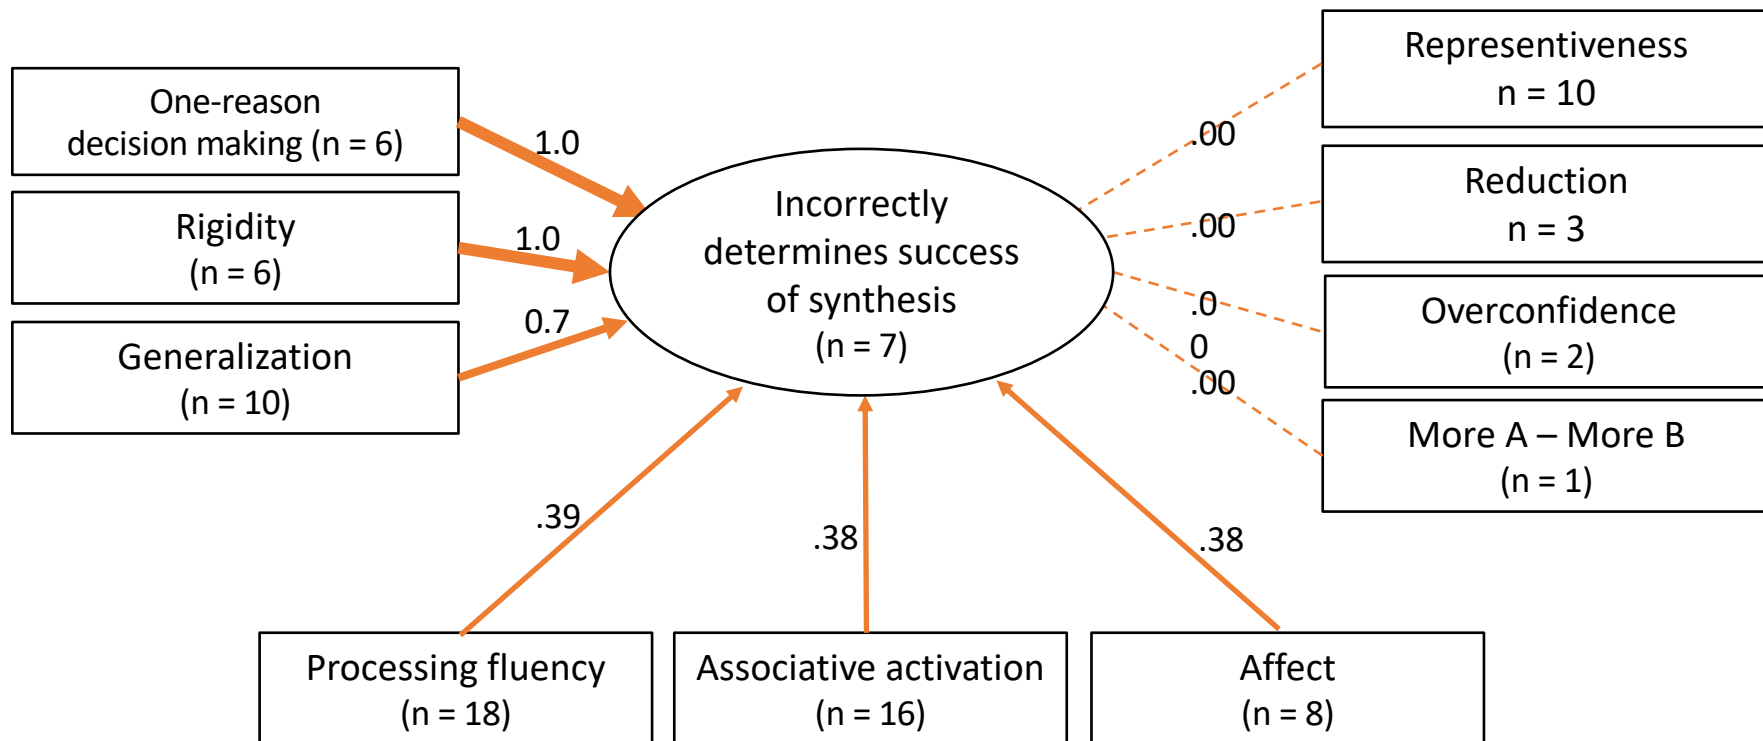 One-reason
decision making (n = 6)
1.0
Rigidity
(n = 6)
1.0
Generalization
(n = 10)
0.7
Incorrectly
determines success
of synthesis
(n = 7)
Representiveness
n = 10
.00
Reduction
n = 3
.00
Overconfidence
(n = 2)
.0
0
More A – More B
(n = 1)
.00
.39
.38
.38
Processing fluency
(n = 18)
Associative activation
(n = 16)
Affect
(n = 8)